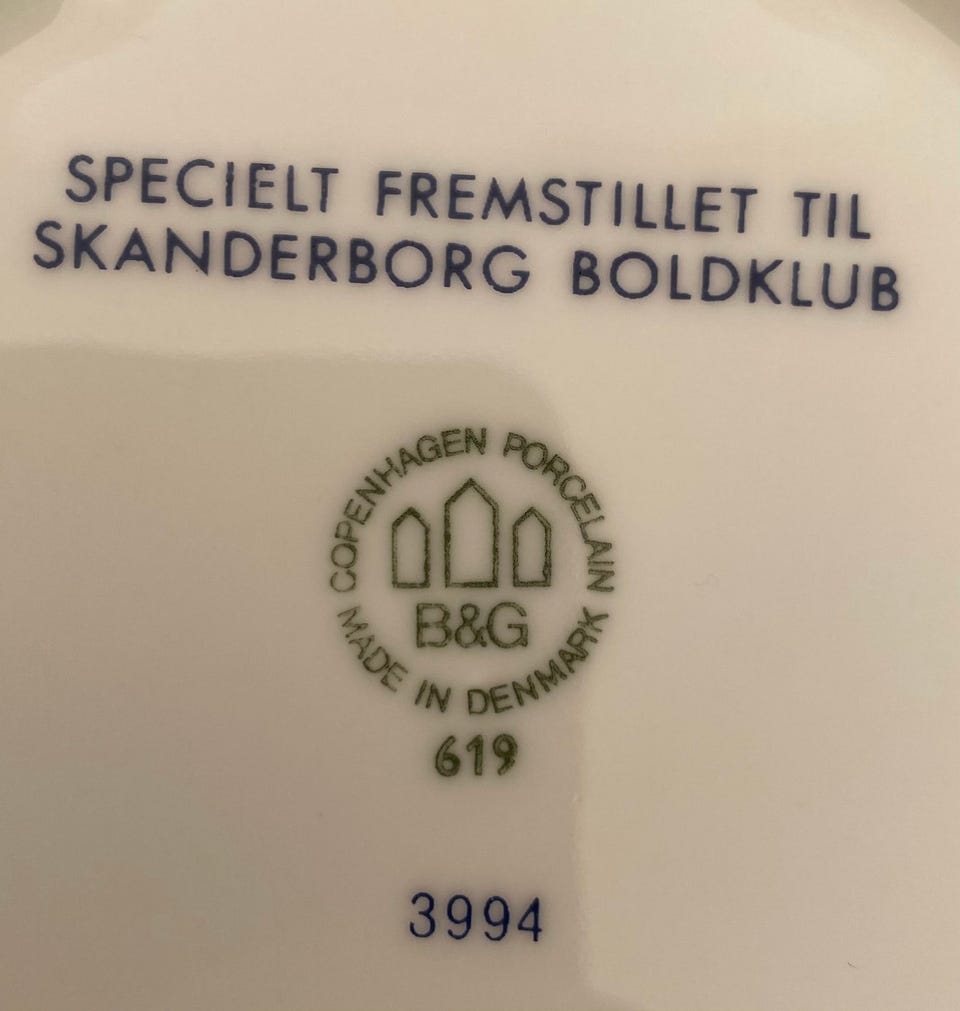 SPECIELT FREMSTILLET TIL
SKANDERBORG BOLDKLUB
COPENHAGEN PORCELAIN
B&G
MADE IN DENMARK
619
3994